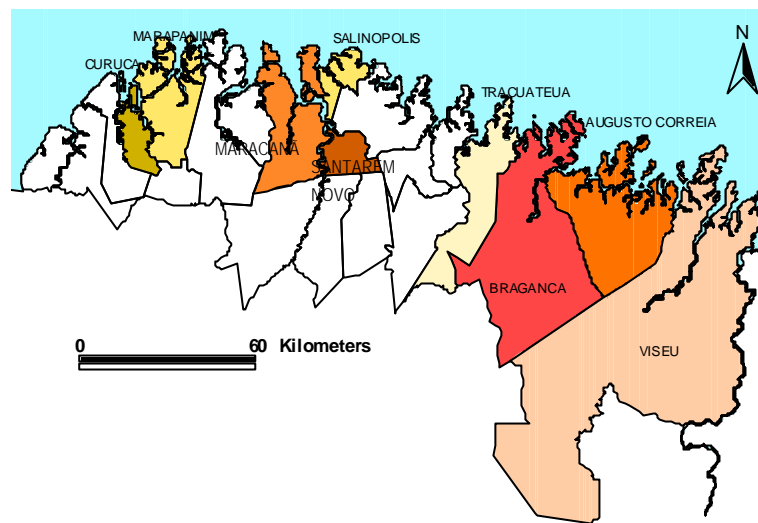 MARAPANIM
SALINOPOLIS
N
CURUCA
TRACUATEUA
AUGUSTO CORREIA
MARACANÃ
SANTAREM
NOVO
BRAGANCA
0 60 Kilometers
VISEU